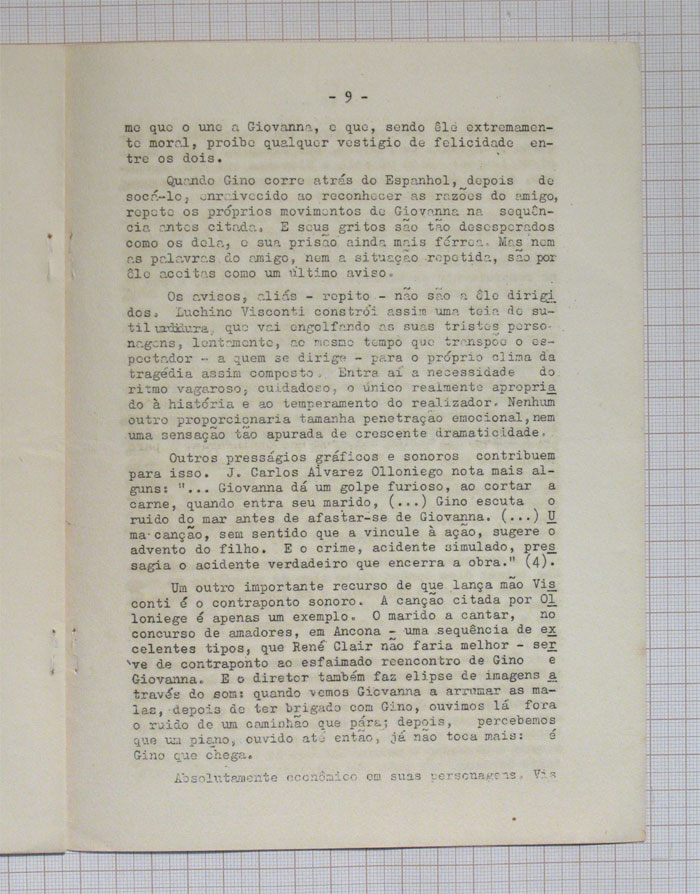 - 9 -
mo que o une a Giovanna, e que, sendo êle extremamen-
te moral, proíbe qualquer vestígio de felicidade en-
tre os dois.
Quando Gino corre atrás do Espanhol, depois de
socá-lo, enraivecido ao reconhecer as razões do amigo,
repete os próprios movimentos de Giovanna na sequên-
cia antes citada. E seus gritos são tão desesperados
como os dela, e sua prisão ainda mais férrea. Mas nem
as palavras do amigo, nem a situação repetida, são por
êle aceitas como um último aviso.
Os avisos, aliás - repito - não são a êle dirigi
dos. Luchino Visconti constrói assim uma teia de su-
til urdidura, que vai engolfando as suas tristes perso-
nagens, lentamente, ao mesmo tempo que transpõe o es-
pectador - a quem se dirige - para o próprio clima da
tragédia assim composto. Entra aí a necessidade do
ritmo vagaroso, cuidadoso, o único realmente apropria
do à história e ao temperamento do realizador. Nenhum
outro proporcionaria tamanha penetração emocional, nem
uma sensação tão apurada de crescente dramaticidade.
Outros presságios gráficos e sonoros contribuem
para isso. J. Carlos Alvarez Olloniego nota mais al-
guns: "... Giovanna dá um golpe furioso, ao cortar a
carne, quando entra seu marido, (...) Gino escuta o
ruido do mar antes de afastar-se de Giovanna. (...) U
ma canção, sem sentido que a vincule à ação, sugere o
advento do filho. E o crime, acidente simulado, pres
sagia o acidente verdadeiro que encerra a obra." (4).
Um outro importante recurso de que lança mão Vis
conti é o contraponto sonoro. A canção citada por Ol
loniege é apenas um exemplo. O marido a cantar, no
concurso de amadores, em Ancona - uma sequência de ex
celentes tipos, que René Clair não faria melhor - ser
ve de contraponto ao esfaimado reencontro de Gino e
Giovanna. E o diretor também faz elipse de imagens a
través do som: quando vemos Giovanna a arrumar as ma-
las, depois de ter brigado com Gino, ouvimos lá fora
o ruido de um caminhão que pára; depois, percebemos
que um piano, ouvido até então, já não toca mais: é
Gino que chega.
Absolutamente econômico em suas personagens, Vis